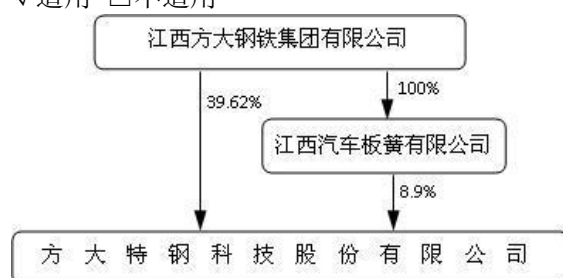 江西方大钢铁集团有限公司
100%
39.62%
江西汽车板簧有限公司
8.9%
方大特钢科技股份有限公司